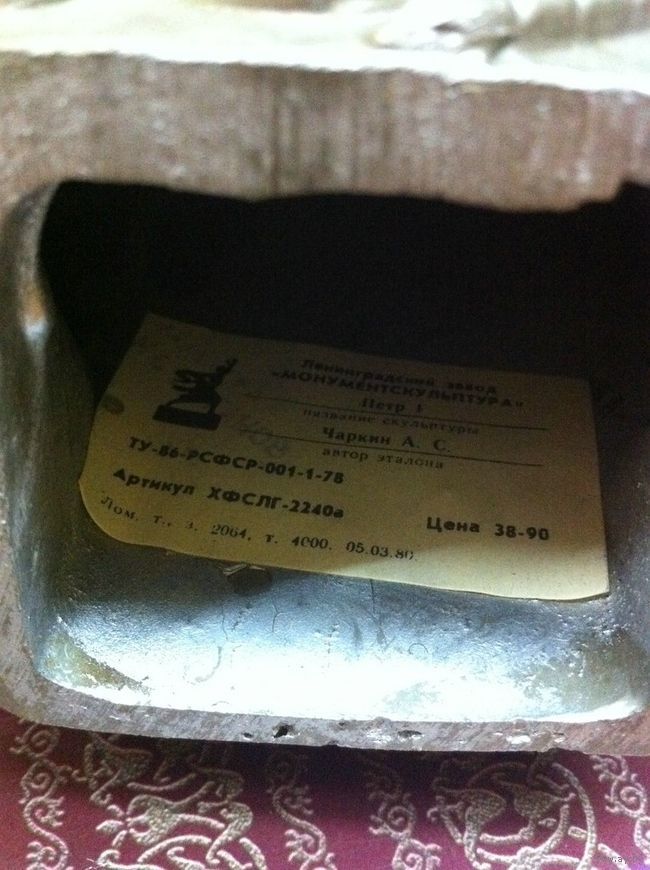 Ленинградский завод
«МОНУМЕНТСКУЛЬПТУРА»
Петр I
название скульптуры
Чаркин А. С.
автор эталона
ТУ-86-РСФСР-001-1-78
Артикул ХФСЛГ-2240а
Цена 38-90
Лом. т., з. 2064, т. 4000. 05.03.80.